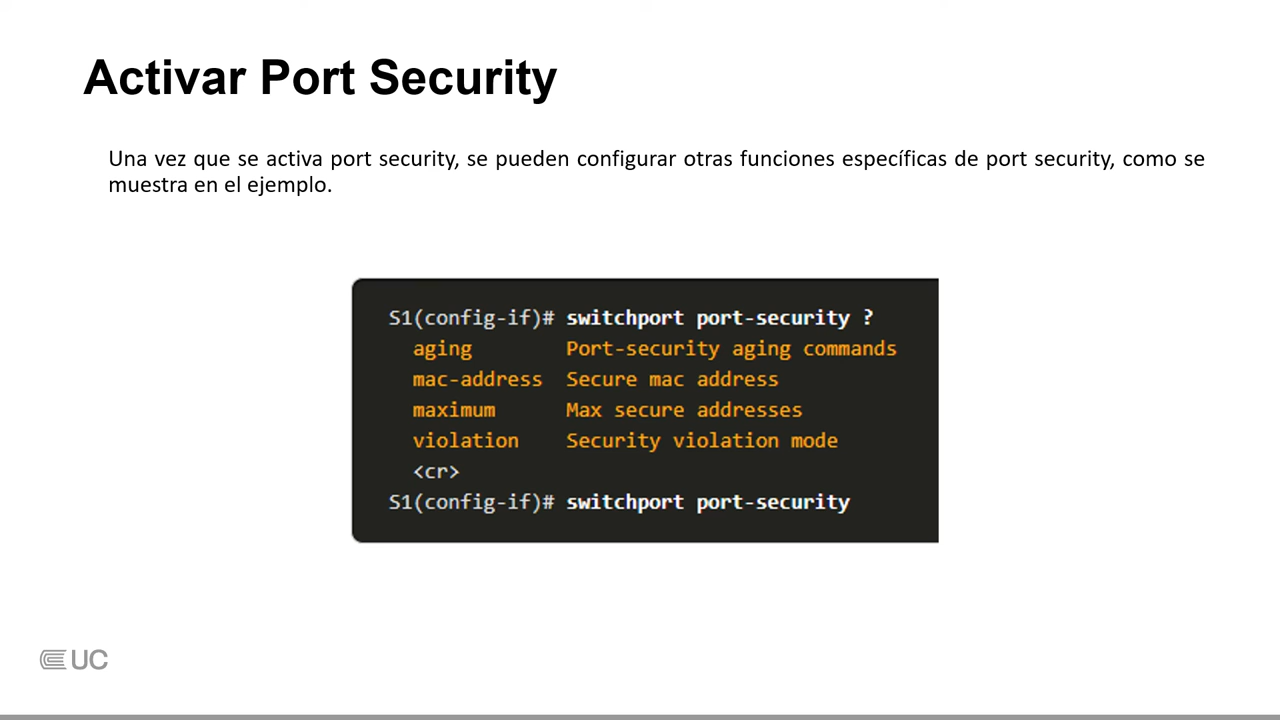 Activar Port Security
Una vez que se activa port security, se pueden configurar otras funciones específicas de port security, como se
muestra en el ejemplo.
S1(config-if)# switchport port-security ?
aging Port-security aging commands
mac-address Secure mac address
maximum Max secure addresses
violation Security violation mode
<cr>
S1(config-if)# switchport port-security
UC